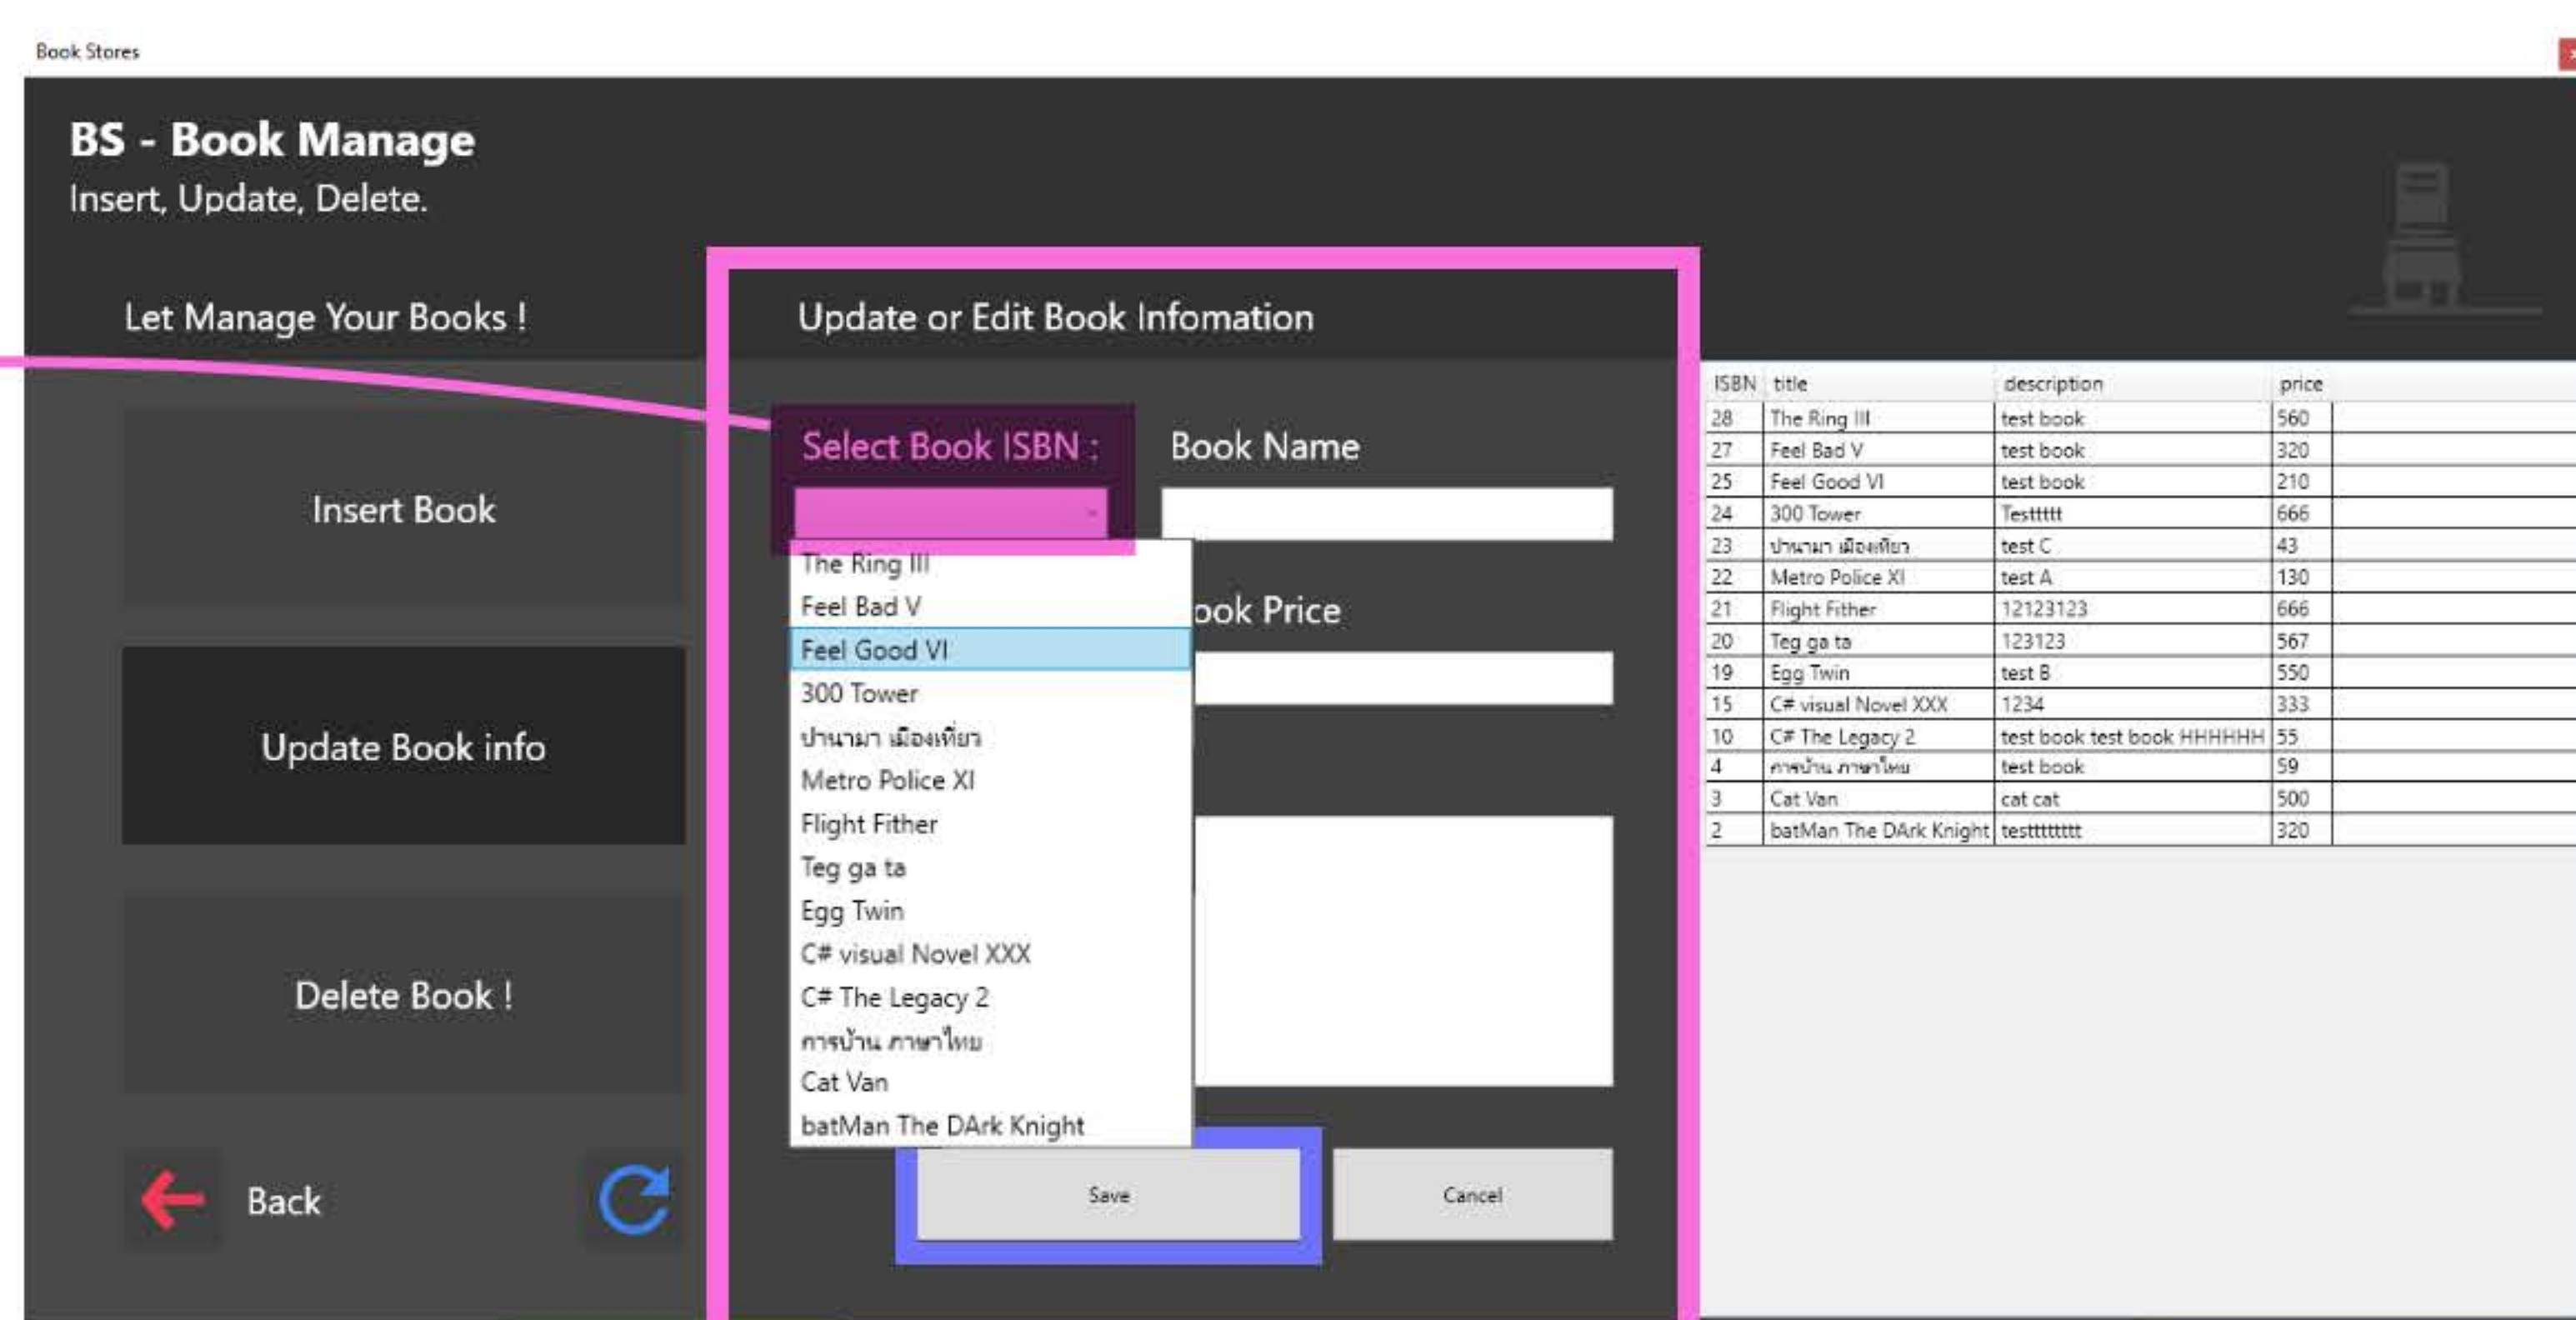 Book Stores
BS - Book Manage
Insert, Update, Delete.
Let Manage Your Books !
Insert Book
Update Book info
Delete Book !
Back
Update or Edit Book Infomation
Select Book ISBN :
Book Name
ook Price
The Ring III
Feel Bad V
Feel Good VI
300 Tower
ปานามา เมืองเที่ยว
Metro Police XI
Flight Fither
Teg ga ta
Egg Twin
C# visual Novel XXX
C# The Legacy 2
การบ้าน ภาษาไทย
Cat Van
batMan The DArk Knight
Save
Cancel
ISBN title description price
28 The Ring III test book 560
27 Feel Bad V test book 320
25 Feel Good VI test book 210
24 300 Tower Testtttt 666
23 ปานามา เมืองเที่ยว test C 43
22 Metro Police XI test A 130
21 Flight Fither 12123123 666
20 Teg ga ta 123123 567
19 Egg Twin test B 550
15 C# visual Novel XXX 1234 333
10 C# The Legacy 2 test book test book HHHHHH 55
4 การบ้าน ภาษาไทย test book 59
3 Cat Van cat cat 500
2 batMan The DArk Knight testttttttt 320